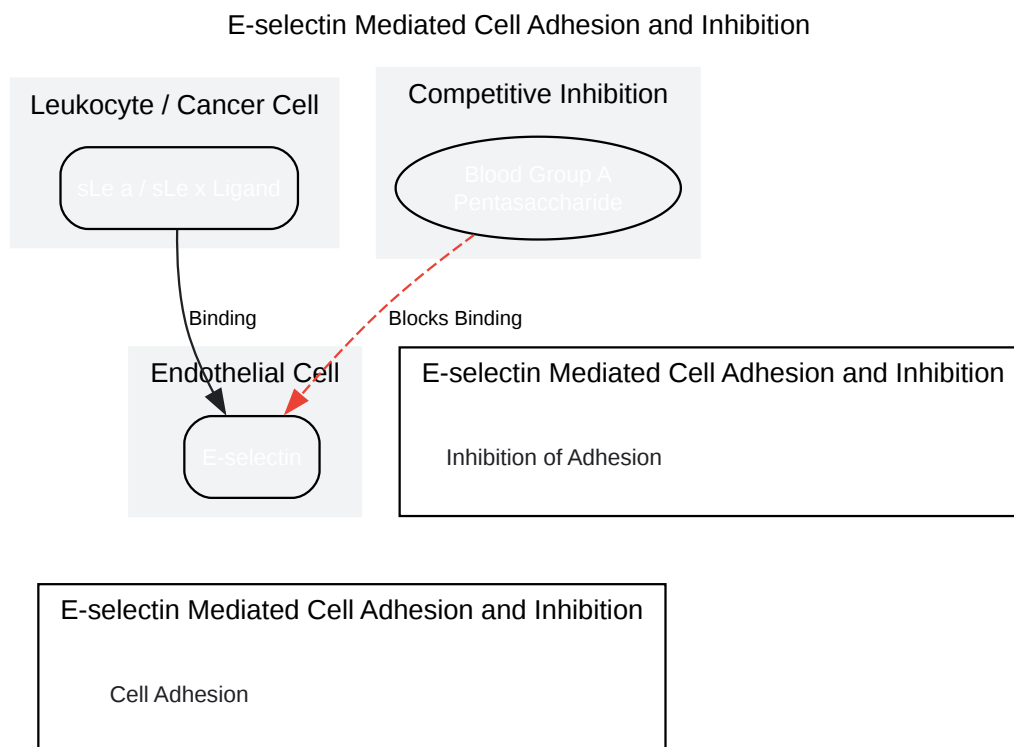 E-selectin Mediated Cell Adhesion and Inhibition
Leukocyte / Cancer Cell
Competitive Inhibition
sLe a / sLe x Ligand
Blood Group A
Pentasaccharide
Binding
Blocks Binding
Endothelial Cell
E-selectin Mediated Cell Adhesion and Inhibition
E-selectin
Inhibition of Adhesion
E-selectin Mediated Cell Adhesion and Inhibition
Cell Adhesion